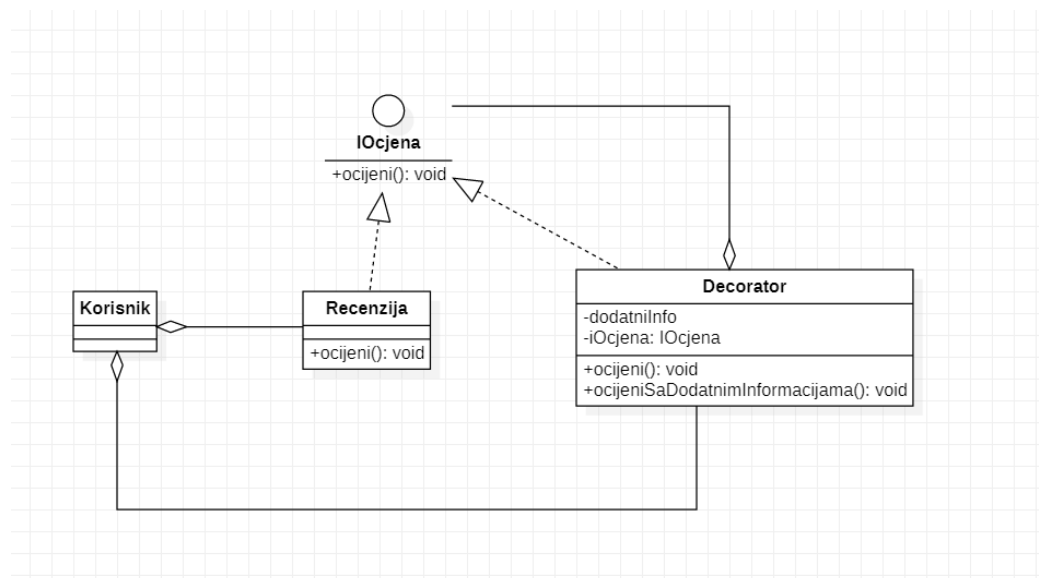 IOcjena
+ocijeni(): void
Korisnik
Recenzija
+ocijeni(): void
Decorator
-dodatniInfo
-iOcjena: IOcjena
+ocijeni(): void
+ocijeniSaDodatnimInformacijama(): void